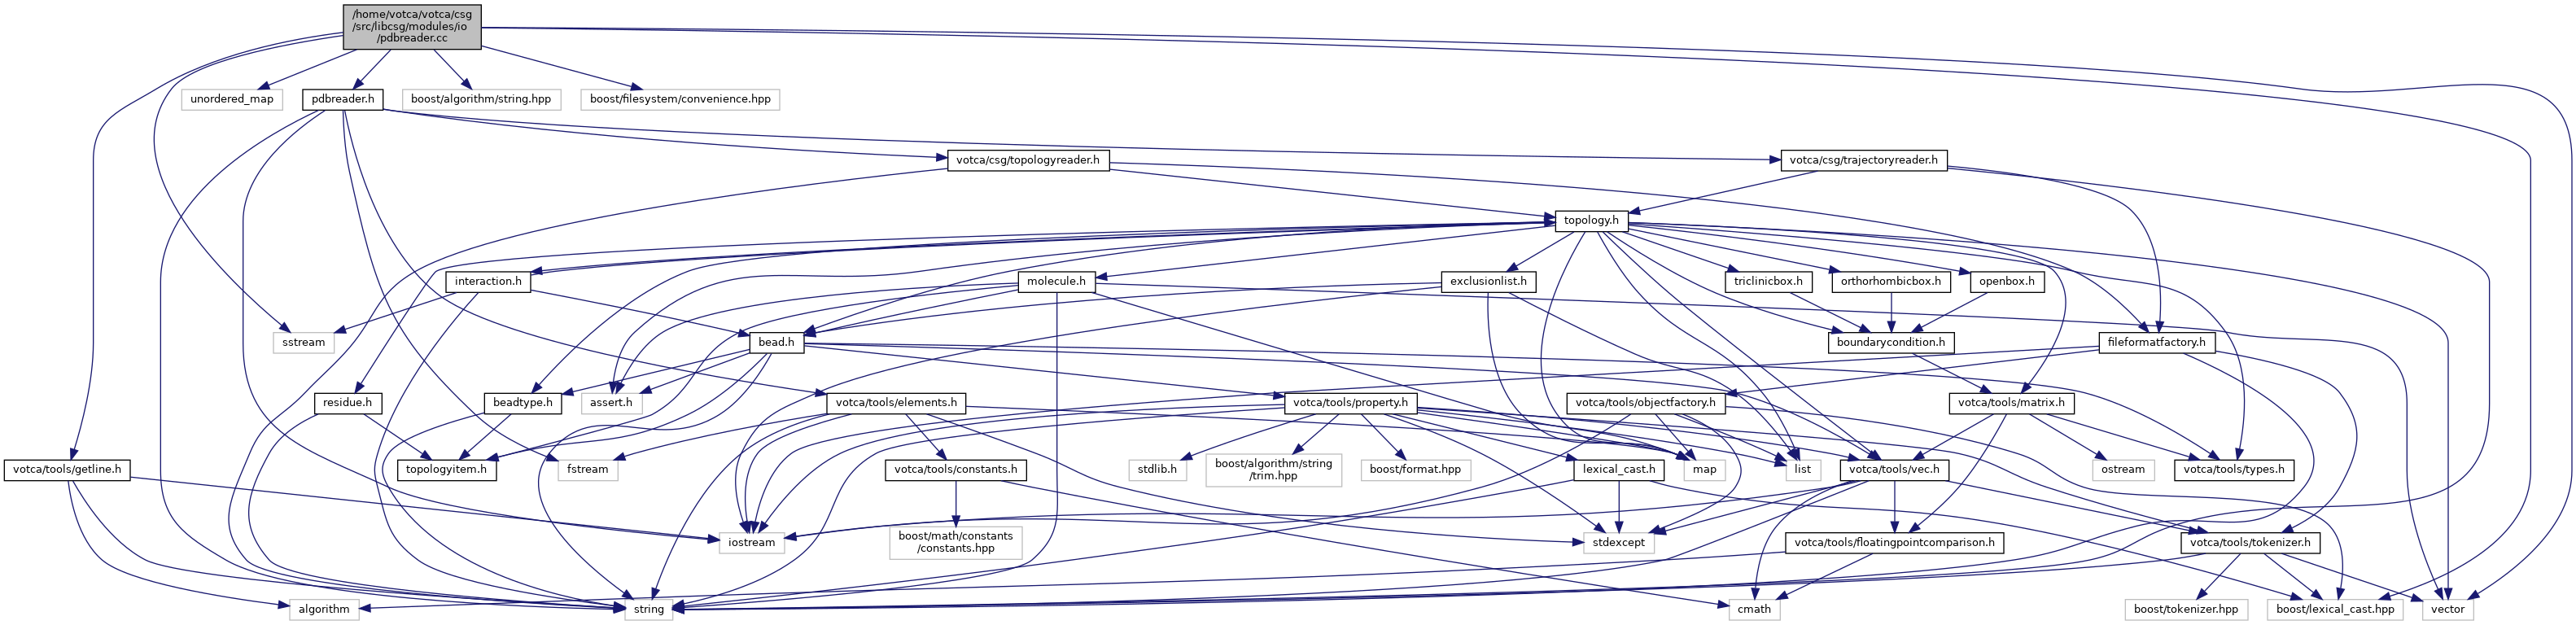 /home/votca/votca/csg
/src/libcsg/modules/io
/pdbreader.cc
unordered_map
pdbreader.h
boost/algorithm/string.hpp
boost/filesystem/convenience.hpp
votca/csg/topologyreader.h
votca/csg/trajectoryreader.h
topology.h
interaction.h
molecule.h
exclusionlist.h
triclinicbox.h
orthorhombicbox.h
openbox.h
sstream
bead.h
boundarycondition.h
fileformatfactory.h
residue.h
beadtype.h
assert.h
votca/tools/elements.h
votca/tools/property.h
votca/tools/objectfactory.h
votca/tools/matrix.h
votca/tools/getline.h
topologyitem.h
fstream
votca/tools/constants.h
stdlib.h
boost/algorithm/string
/trim.hpp
boost/format.hpp
lexical_cast.h
map
list
votca/tools/vec.h
ostream
votca/tools/types.h
iostream
boost/math/constants
/constants.hpp
stdexcept
votca/tools/floatingpointcomparison.h
votca/tools/tokenizer.h
algorithm
string
cmath
boost/tokenizer.hpp
boost/lexical_cast.hpp
vector